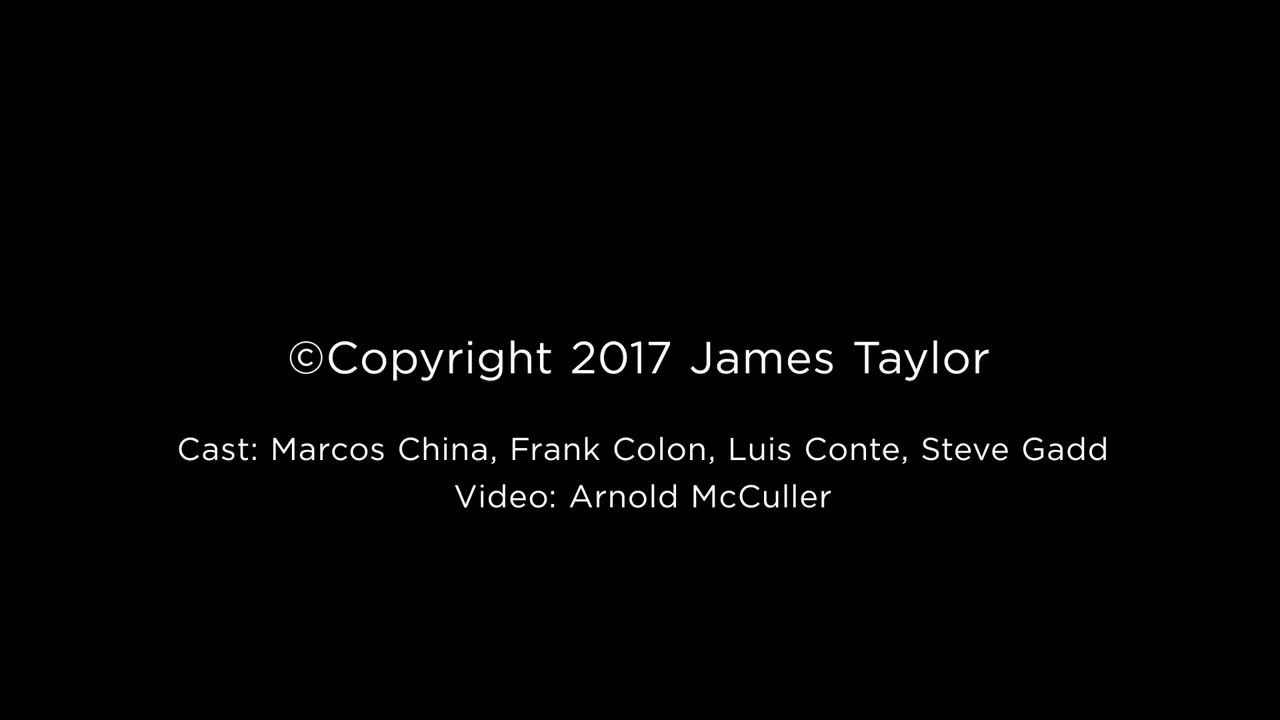 ©Copyright 2017 James Taylor
Cast: Marcos China, Frank Colon, Luis Conte, Steve Gadd
Video: Arnold McCuller